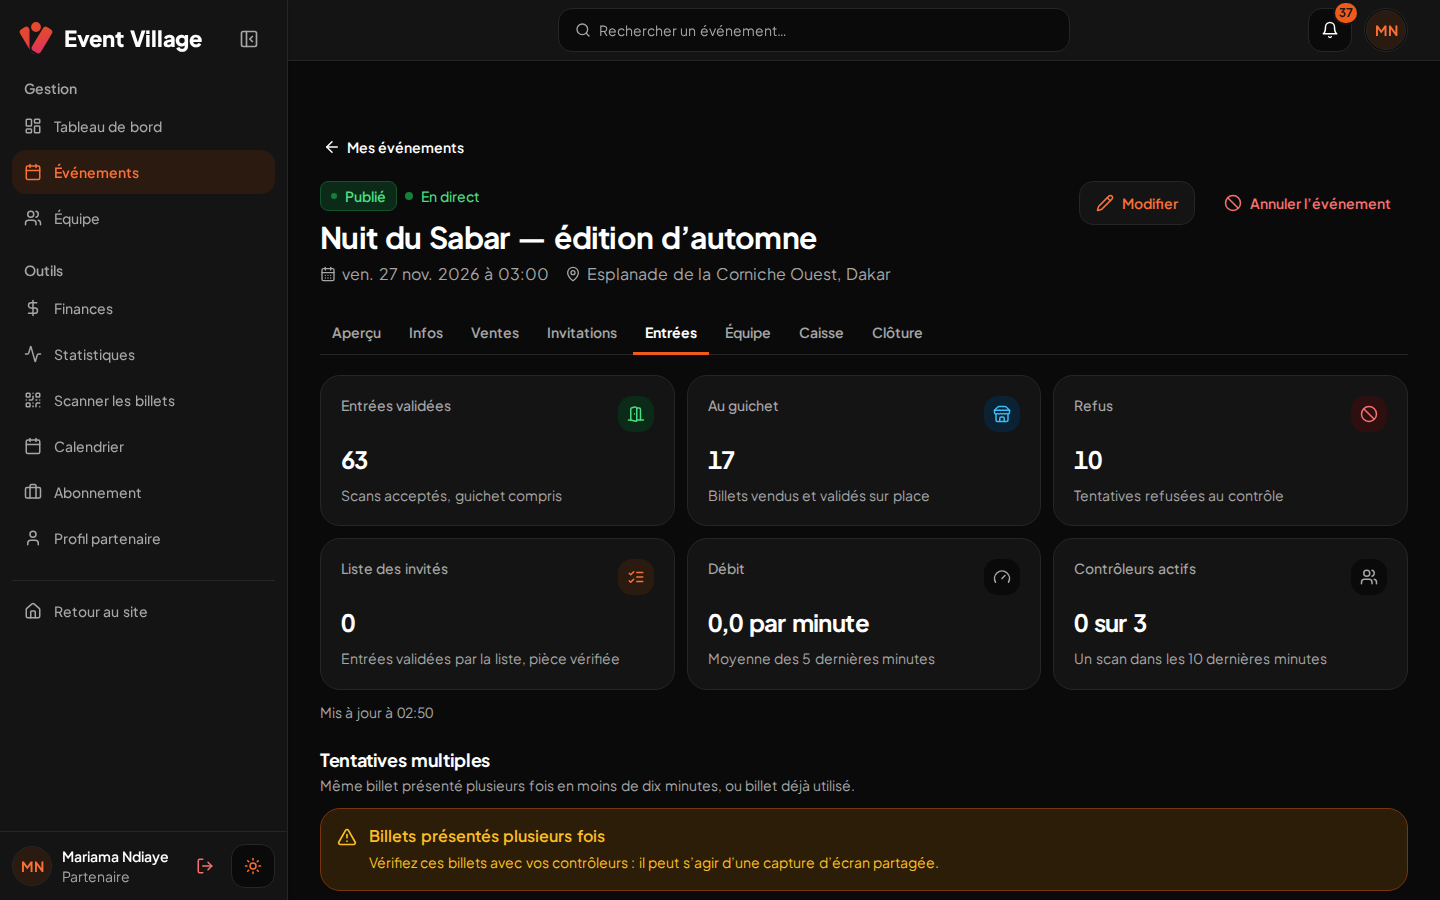 Event Village
Rechercher un événement…
37
MN
Gestion
Tableau de bord
Événements
Équipe
Outils
Finances
Statistiques
Scanner les billets
Calendrier
Abonnement
Profil partenaire
Retour au site
MN
Mariama Ndiaye
Partenaire
Mes événements
Publié
En direct
Modifier
Annuler l’événement
Nuit du Sabar — édition d’automne
ven. 27 nov. 2026 à 03:00
Esplanade de la Corniche Ouest, Dakar
Aperçu
Infos
Ventes
Invitations
Entrées
Équipe
Caisse
Clôture
Entrées validées
63
Scans acceptés, guichet compris
Au guichet
17
Billets vendus et validés sur place
Refus
10
Tentatives refusées au contrôle
Liste des invités
0
Entrées validées par la liste, pièce vérifiée
Débit
0,0 par minute
Moyenne des 5 dernières minutes
Contrôleurs actifs
0 sur 3
Un scan dans les 10 dernières minutes
Mis à jour à 02:50
Tentatives multiples
Même billet présenté plusieurs fois en moins de dix minutes, ou billet déjà utilisé.
Billets présentés plusieurs fois
Vérifiez ces billets avec vos contrôleurs : il peut s’agir d’une capture d’écran partagée.